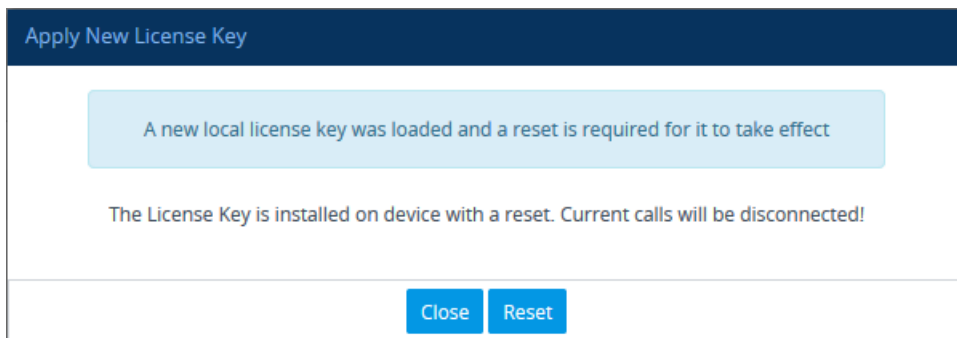 Apply New License Key
A new local license key was loaded and a reset is required for it to take effect
The License Key is installed on device with a reset. Current calls will be disconnected!
Close Reset